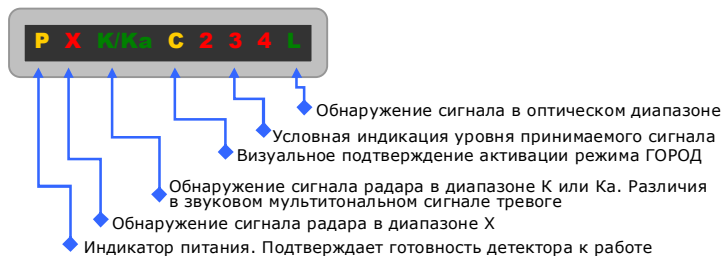 P X K/Ka C 2 3 4 L
Обнаружение сигнала в оптическом диапазоне
Условная индикация уровня принимаемого сигнала
Визуальное подтверждение активации режима ГОРОД
Обнаружение сигнала радара в диапазоне К или Ка. Различия
в звуковом мультитональном сигнале тревоге
Обнаружение сигнала радара в диапазоне Х
Индикатор питания. Подтверждает готовность детектора к работе